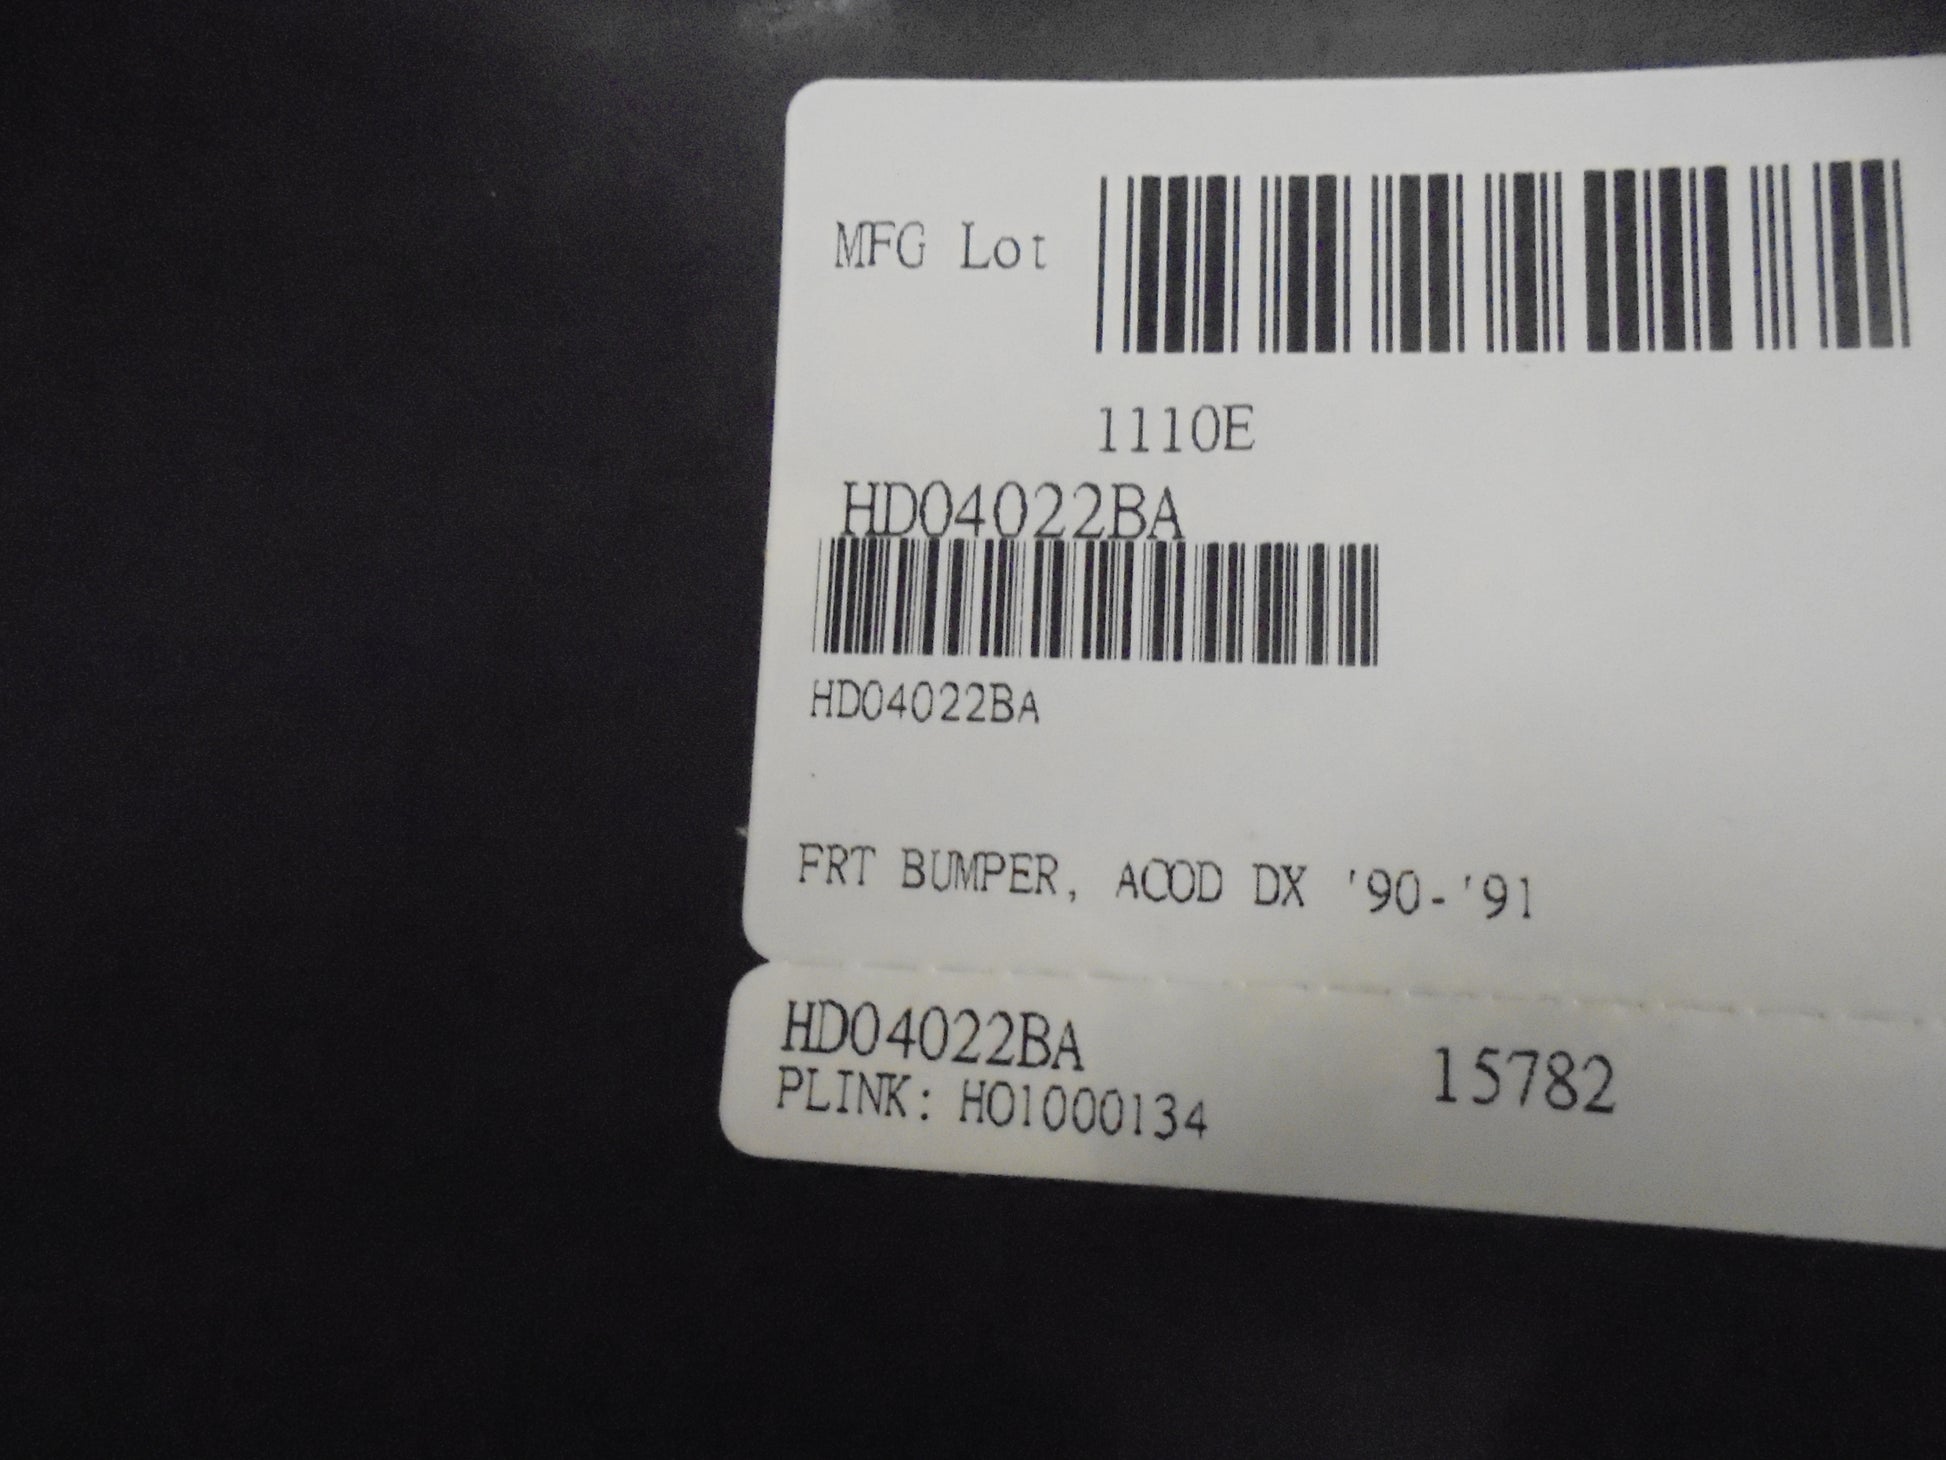 MFG Lot
1110E
HD04022BA
HD04022BA
FRT BUMPER, ACOD DX '90-'91
HD04022BA 15782
PLINK: HO1000134